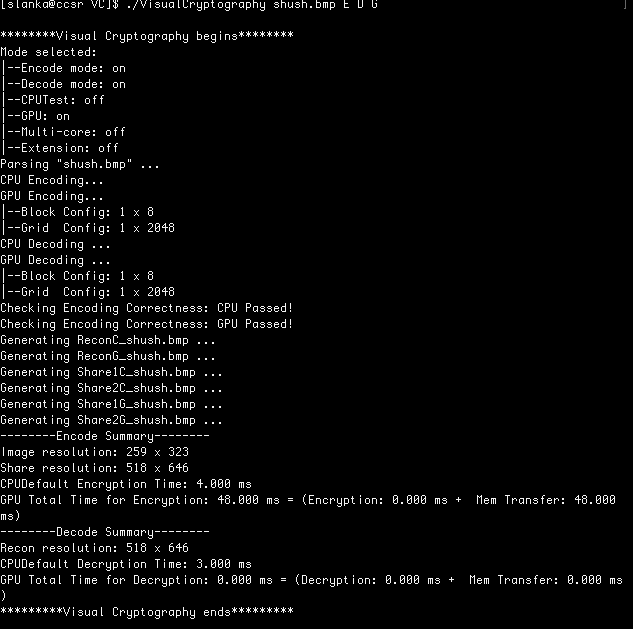 [slanka@ccsr VC]$ ./VisualCryptography shush.bmp E D G
********Visual Cryptography begins********
Mode selected:
|--Encode mode: on
|--Decode mode: on
|--CPUTest: off
|--GPU: on
|--Multi-core: off
|--Extension: off
Parsing "shush.bmp" ...
CPU Encoding...
GPU Encoding...
|--Block Config: 1 x 8
|--Grid  Config: 1 x 2048
CPU Decoding ...
GPU Decoding ...
|--Block Config: 1 x 8
|--Grid  Config: 1 x 2048
Checking Encoding Correctness: CPU Passed!
Checking Encoding Correctness: GPU Passed!
Generating ReconC_shush.bmp ...
Generating ReconG_shush.bmp ...
Generating Share1C_shush.bmp ...
Generating Share2C_shush.bmp ...
Generating Share1G_shush.bmp ...
Generating Share2G_shush.bmp ...
--------Encode Summary--------
Image resolution: 259 x 323
Share resolution: 518 x 646
CPUDefault Encryption Time: 4.000 ms
GPU Total Time for Encryption: 48.000 ms = (Encryption: 0.000 ms +  Mem Transfer: 48.000
ms)
--------Decode Summary--------
Recon resolution: 518 x 646
CPUDefault Decryption Time: 3.000 ms
GPU Total Time for Decryption: 0.000 ms = (Decryption: 0.000 ms +  Mem Transfer: 0.000 ms
)
*********Visual Cryptography ends*********